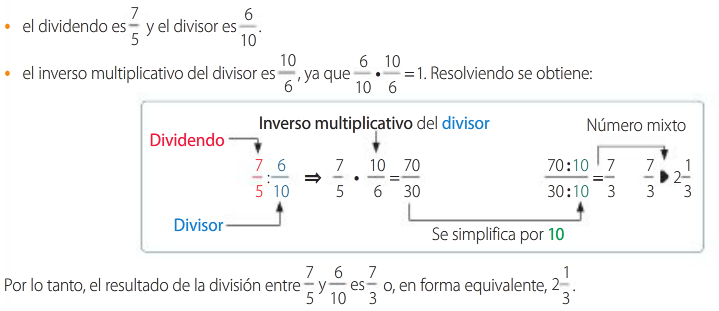 • el dividendo es 7/5 y el divisor es 6/10.
• el inverso multiplicativo del divisor es 10/6, ya que 6/10 • 10/6 = 1. Resolviendo se obtiene:
Inverso multiplicativo del divisor
Número mixto
Dividendo
7/5 : 6/10 ⇒ 7/5 • 10/6 = 70/30
70:10/30:10 = 7/3 7/3 ▶ 2 1/3
Divisor
Se simplifica por 10
Por lo tanto, el resultado de la división entre 7/5 y 6/10 es 7/3 o, en forma equivalente, 2 1/3.